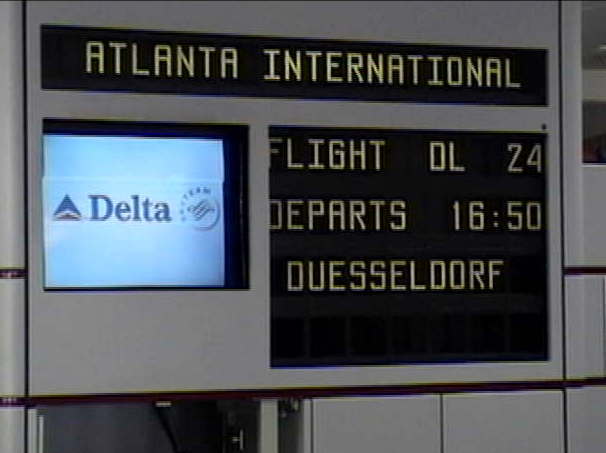 ATLANTA INTERNATIONAL
Delta
FLIGHT DL 24
DEPARTS 16:50
DUESSELDORF